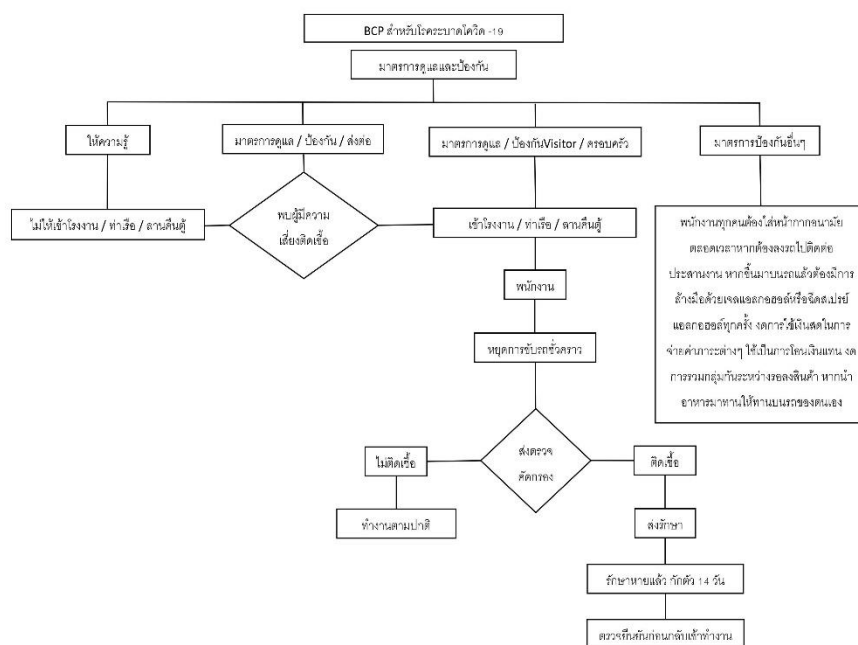 BCP สำหรับโรคระบาดโควิด -19
มาตรการดูแลและป้องกัน
ให้ความรู้
มาตรการดูแล / ป้องกัน / ส่งต่อ
มาตรการดูแล / ป้องกันVisitor / ครอบครัว
มาตรการป้องกันอื่นๆ
ไม่ให้เข้าโรงงาน / ท่าเรือ / ลานคืนตู้
พบผู้มีความ
เสี่ยงติดเชื้อ
เข้าโรงงาน / ท่าเรือ / ลานคืนตู้
พนักงานทุกคนต้องใส่หน้ากากอนามัย
ตลอดเวลาหากต้องลงรถไปติดต่อ
ประสานงาน หากขึ้นมาบนรถแล้วต้องมีการ
ล้างมือด้วยเจลแอลกอฮอล์หรือฉีดสเปรย์
แอลกอฮอล์ทุกครั้ง งดการใช้เงินสดในการ
จ่ายค่าภาระต่างๆ ใช้เป็นการโอนเงินแทน งด
การรวมกลุ่มกันระหว่างรอลงสินค้า หากนำ
อาหารมาทานให้ทานบนรถของตนเอง
พนักงาน
หยุดการขับรถชั่วคราว
ส่งตรวจ
คัดกรอง
ไม่ติดเชื้อ
ติดเชื้อ
ทำงานตามปกติ
ส่งรักษา
รักษาหายแล้ว กักตัว 14 วัน
ตรวจยืนยันก่อนกลับเข้าทำงาน